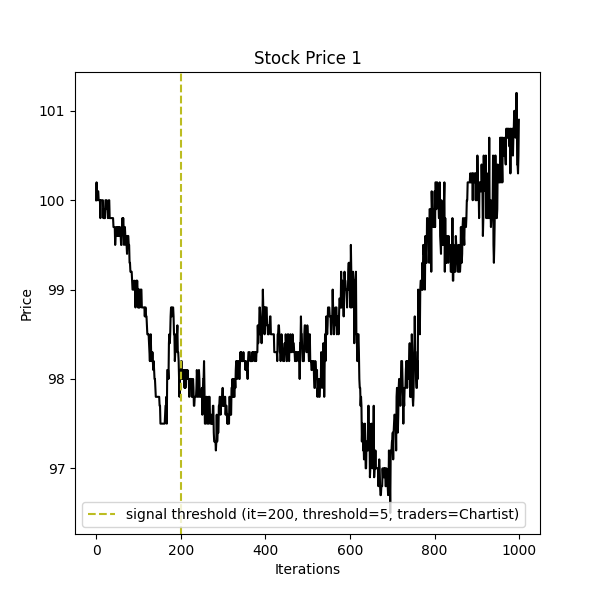 Stock Price 1
Price
101
100
99
98
97
signal threshold (it=200, threshold=5, traders=Chartist)
0 200 400 600 800 1000
Iterations